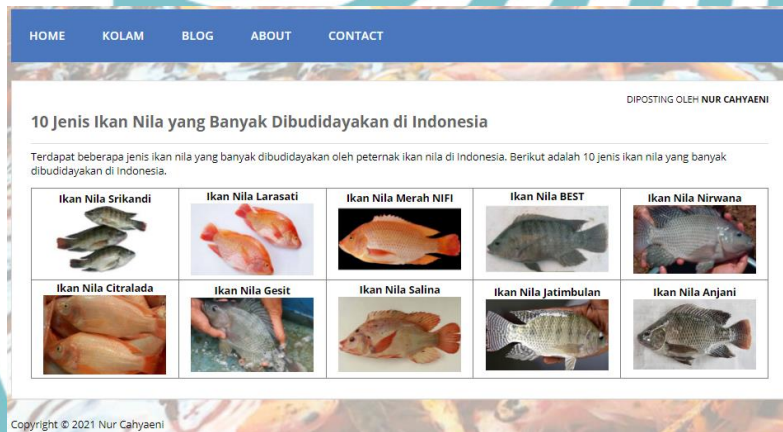 HOME KOLAM BLOG ABOUT CONTACT
DIPOSTING OLEH NUR CAHYAENI
10 Jenis Ikan Nila yang Banyak Dibudidayakan di Indonesia
Terdapat beberapa jenis ikan nila yang banyak dibudidayakan oleh peternak ikan nila di Indonesia. Berikut adalah 10 jenis ikan nila yang banyak
dibudidayakan di Indonesia.
Ikan Nila Srikandi Ikan Nila Larasati Ikan Nila Merah NIFI Ikan Nila BEST Ikan Nila Nirwana
Ikan Nila Citralada Ikan Nila Gesit Ikan Nila Salina Ikan Nila Jatimbulan Ikan Nila Anjani
Copyright © 2021 Nur Cahyaeni